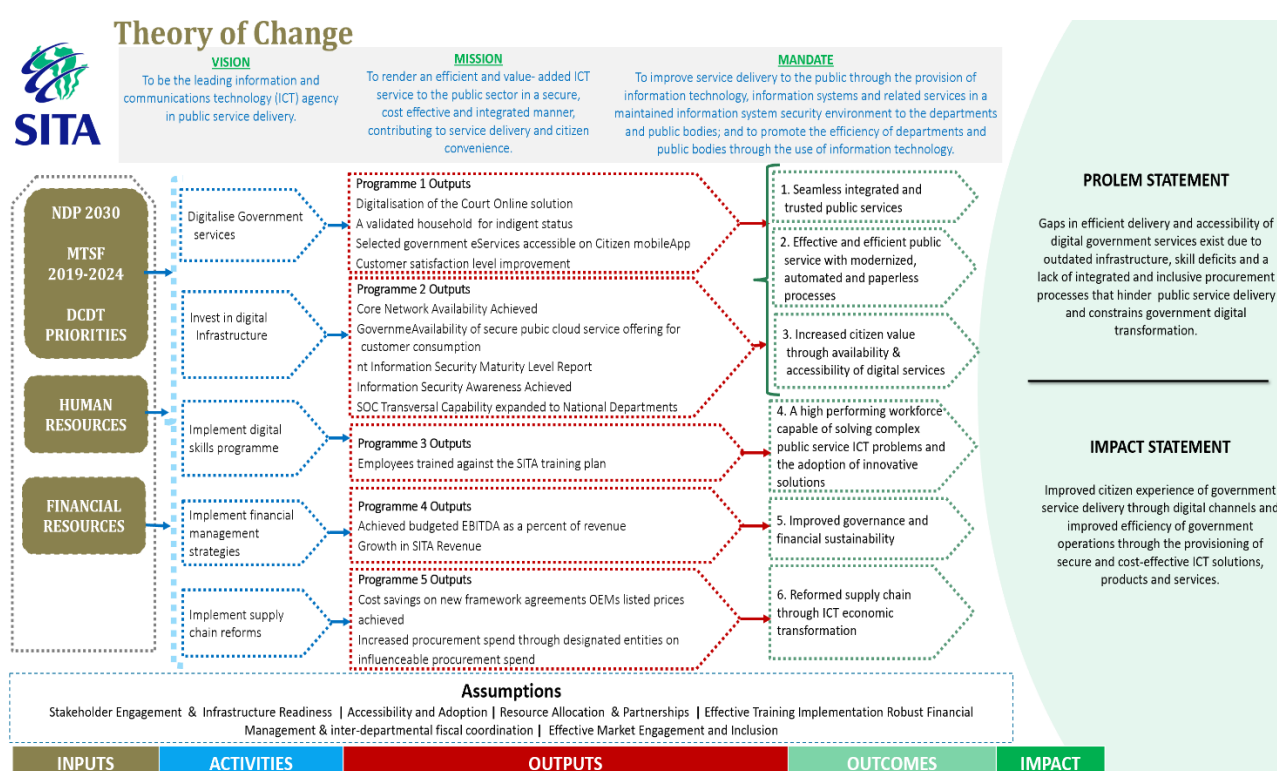 Theory of Change
SITA
VISION
To be the leading information and
communications technology (ICT) agency
in public service delivery.
MISSION
To render an efficient and value- added ICT
service to the public sector in a secure,
cost effective and integrated manner,
contributing to service delivery and citizen
convenience.
MANDATE
To improve service delivery to the public through the provision of
information technology, information systems and related services in a
maintained information system security environment to the departments
and public bodies; and to promote the efficiency of departments and
public bodies through the use of information technology.
NDP 2030
MTSF
2019-2024
DCDT
PRIORITIES
HUMAN
RESOURCES
FINANCIAL
RESOURCES
Digitalise Government
services
Invest in digital
Infrastructure
Implement digital
skills programme
Implement financial
management
strategies
Implement supply
chain reforms
Programme 1 Outputs
Digitalisation of the Court Online solution
A validated household for indigent status
Selected government eServices accessible on Citizen mobileApp
Customer satisfaction level improvement
Programme 2 Outputs
Core Network Availability Achieved
GovernmeAvailability of secure pubic cloud service offering for
customer consumption
nt Information Security Maturity Level Report
Information Security Awareness Achieved
SOC Transversal Capability expanded to National Departments
Programme 3 Outputs
Employees trained against the SITA training plan
Programme 4 Outputs
Achieved budgeted EBITDA as a percent of revenue
Growth in SITA Revenue
Programme 5 Outputs
Cost savings on new framework agreements OEMs listed prices
achieved
Increased procurement spend through designated entities on
influenceable procurement spend
1. Seamless integrated and
trusted public services
2. Effective and efficient public
service with modernized,
automated and paperless
processes
3. Increased citizen value
through availability &
accessibility of digital services
4. A high performing workforce
capable of solving complex
public service ICT problems and
the adoption of innovative
solutions
5. Improved governance and
financial sustainability
6. Reformed supply chain
through ICT economic
transformation
PROLEM STATEMENT
Gaps in efficient delivery and accessibility of
digital government services exist due to
outdated infrastructure, skill deficits and a
lack of integrated and inclusive procurement
processes that hinder public service delivery
and constrains government digital
transformation.
IMPACT STATEMENT
Improved citizen experience of government
service delivery through digital channels and
improved efficiency of government
operations through the provisioning of
secure and cost-effective ICT solutions,
products and services.
Assumptions
Stakeholder Engagement & Infrastructure Readiness | Accessibility and Adoption | Resource Allocation & Partnerships | Effective Training Implementation Robust Financial
Management & inter-departmental fiscal coordination | Effective Market Engagement and Inclusion
INPUTS
ACTIVITIES
OUTPUTS
OUTCOMES
IMPACT